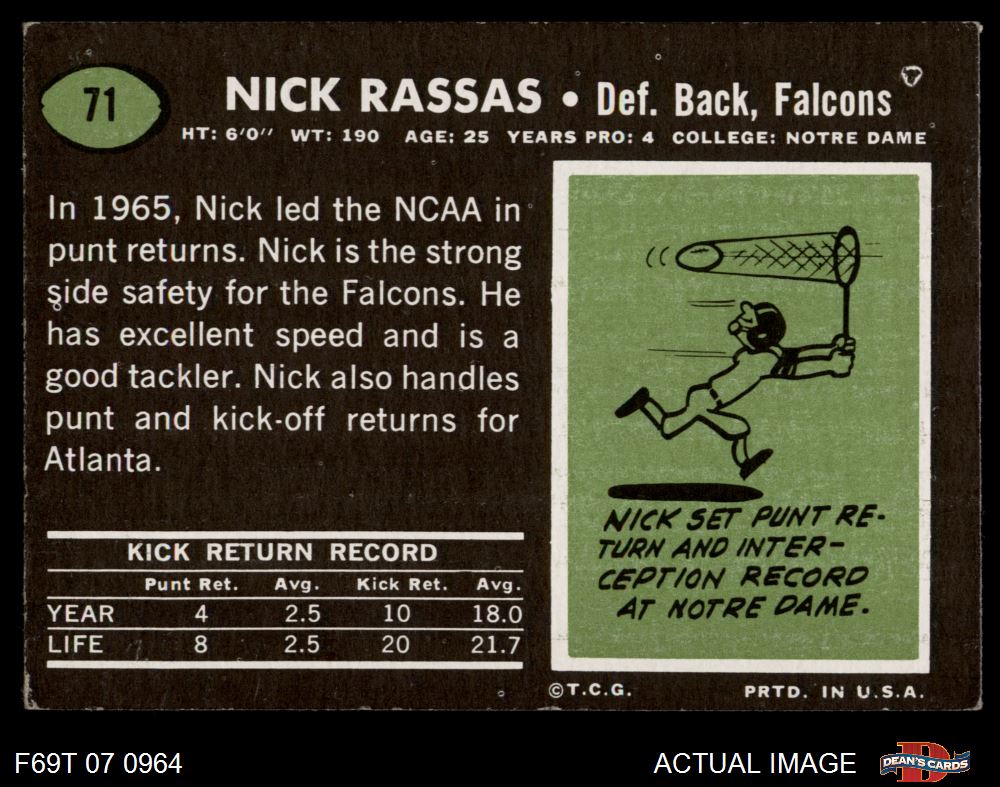 71
NICK RASSAS • Def. Back, Falcons
HT: 6'0" WT: 190 AGE: 25 YEARS PRO: 4 COLLEGE: NOTRE DAME
In 1965, Nick led the NCAA in
punt returns. Nick is the strong
side safety for the Falcons. He
has excellent speed and is a
good tackler. Nick also handles
punt and kick-off returns for
Atlanta.
KICK RETURN RECORD
Punt Ret. Avg. Kick Ret. Avg.
YEAR 4 2.5 10 18.0
LIFE 8 2.5 20 21.7
NICK SET PUNT RE-
TURN AND INTER-
CEPTION RECORD
AT NOTRE DAME.
©T.C.G. PRTD. IN U.S.A.
F69T 07 0964 ACTUAL IMAGE
D
DEAN'S CARDS